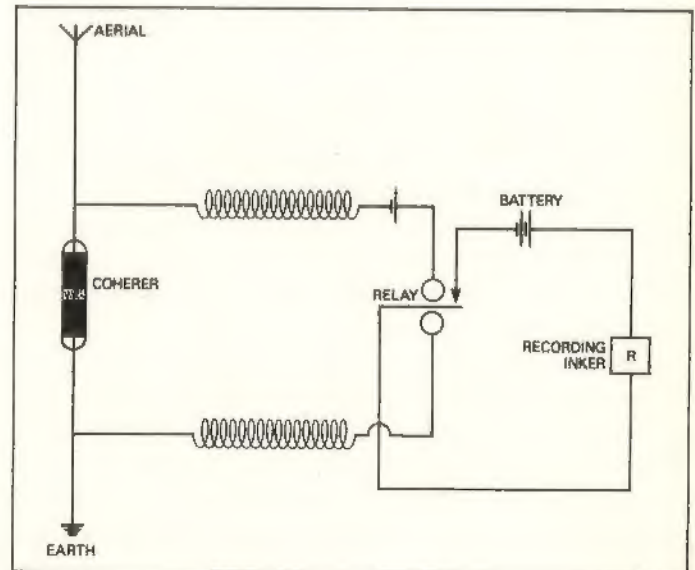 AERIAL
BATTERY
COHERER
RELAY
RECORDING
INKER
R
EARTH